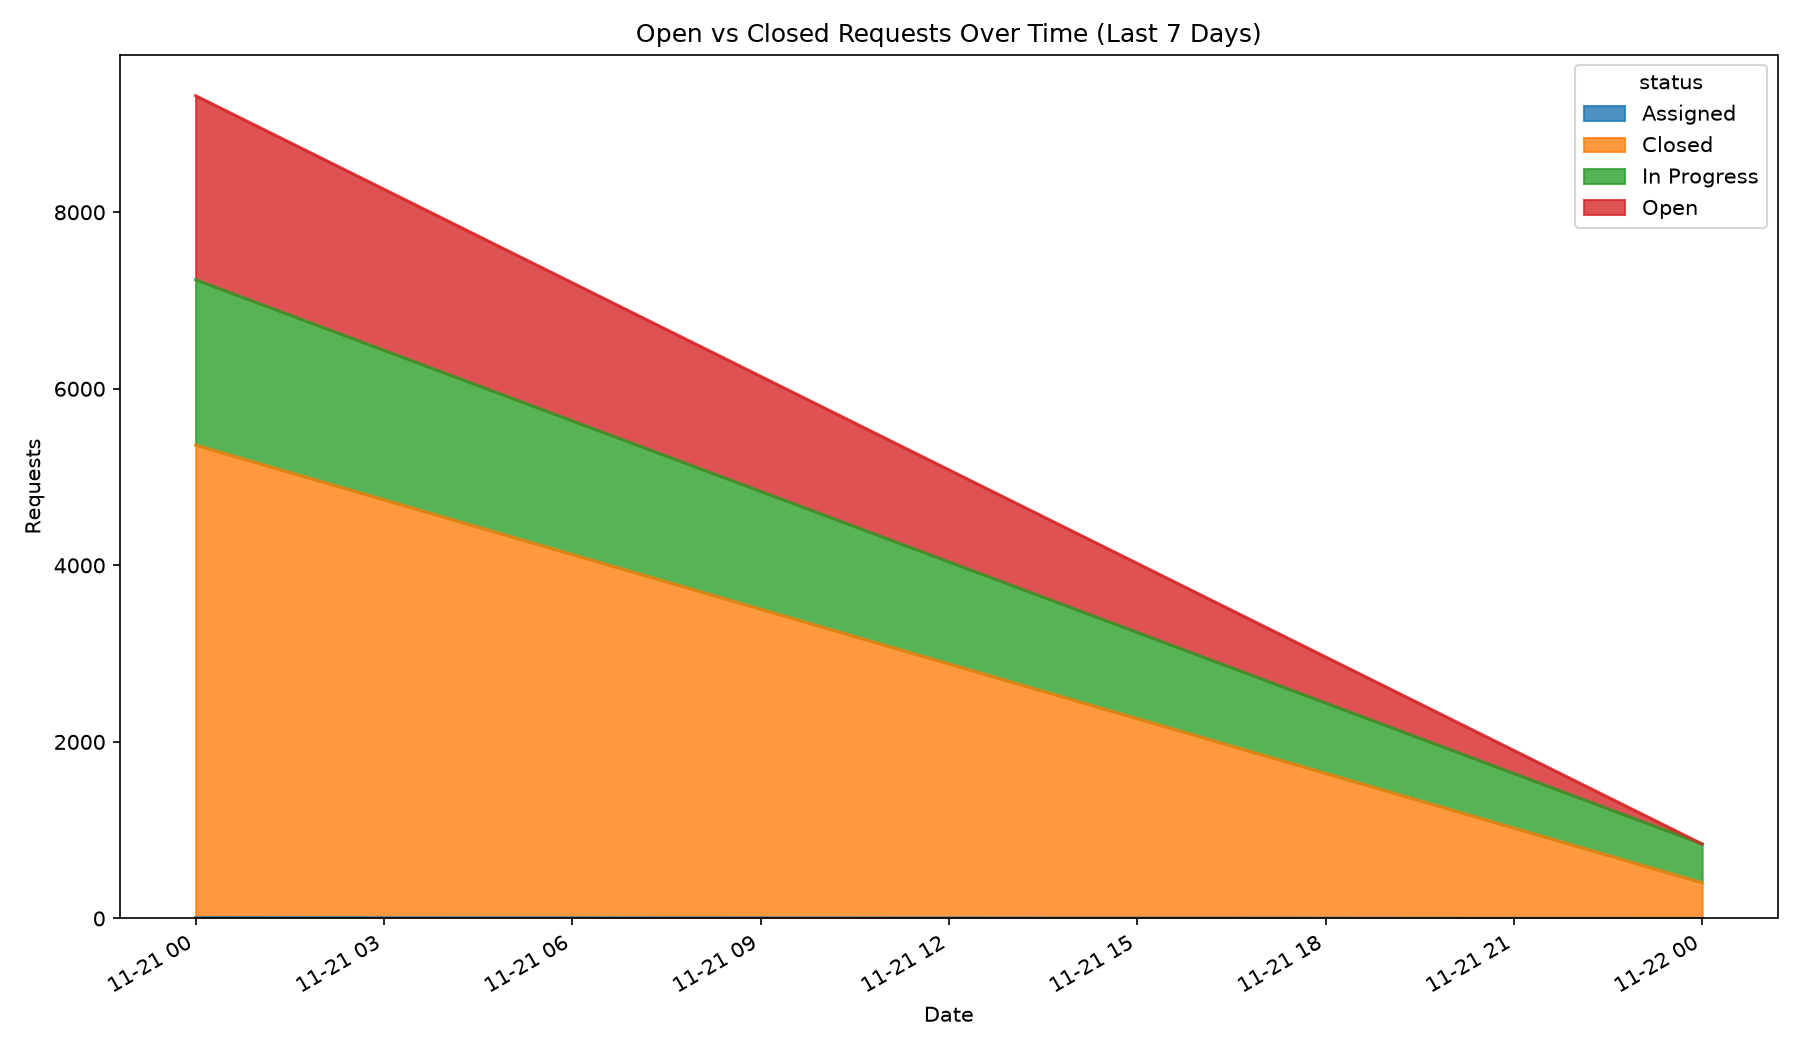 Open vs Closed Requests Over Time (Last 7 Days)
status
Assigned
Closed
In Progress
Open
Requests
8000
6000
4000
2000
0
11-21 00
11-21 03
11-21 06
11-21 09
11-21 12
11-21 15
11-21 18
11-21 21
11-22 00
Date